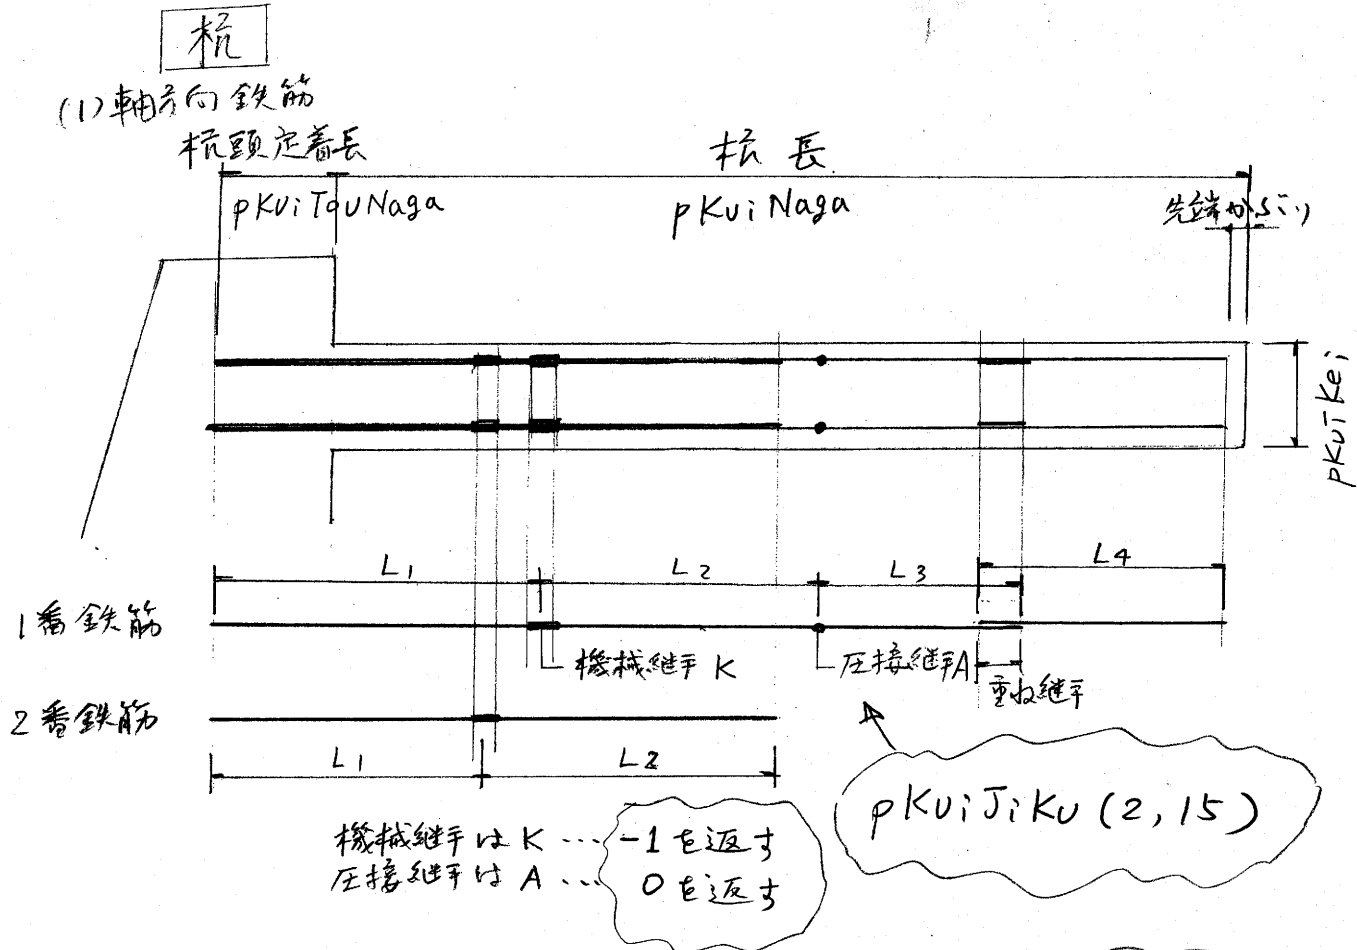 杭
(1)軸方向鉄筋
杭頭定着長
杭長
pKuiTouNaga
pKuiNaga
先端かぶり
pKuiKei
L1
L2
L3
L4
1番鉄筋
機械継手 K
圧接継手A
重ね継手
2番鉄筋
L1
L2
pKuiJiKu(2,15)
機械継手は K … -1を返す
圧接継手は A … 0を返す